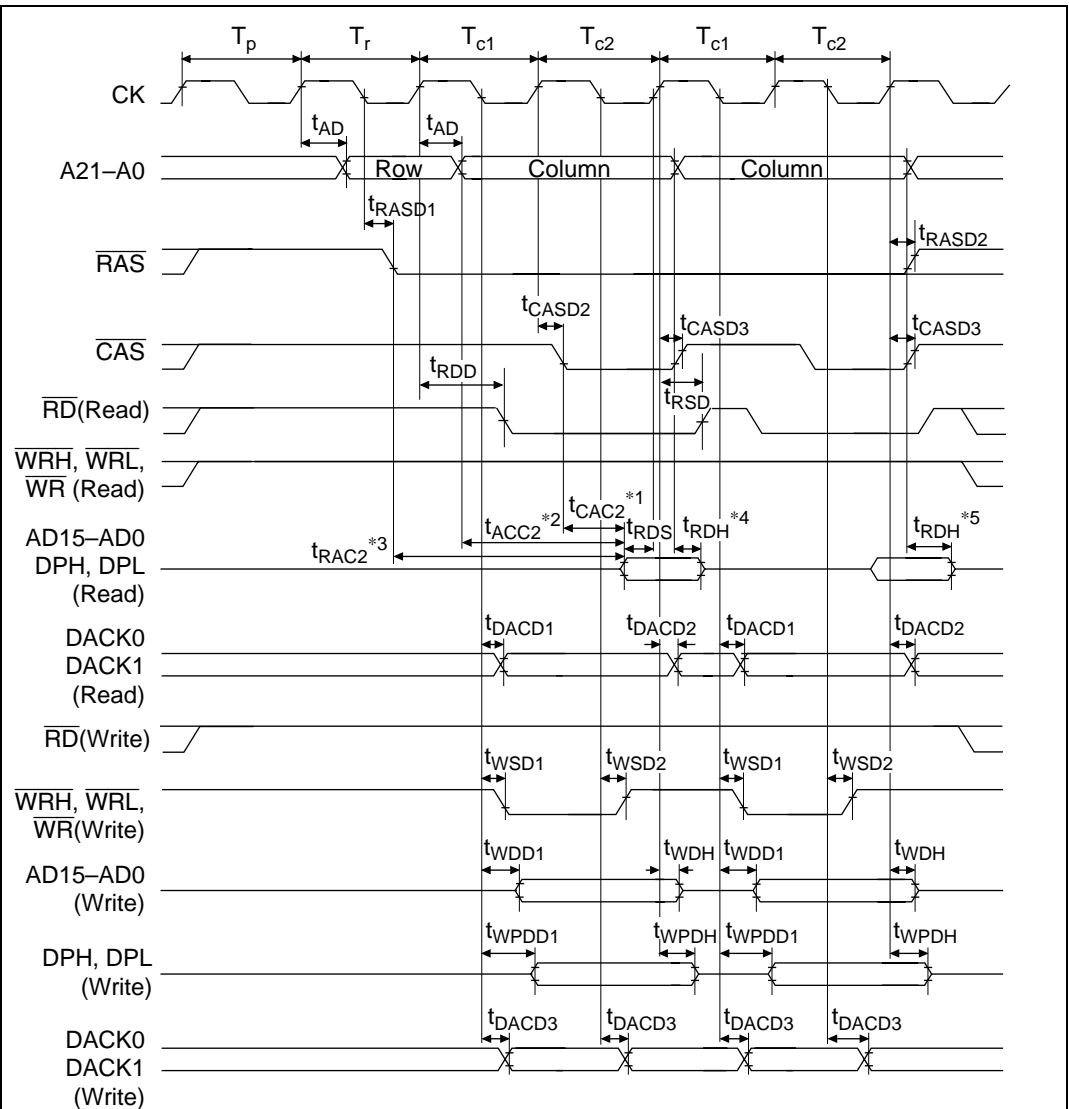 Tp Tr Tc1 Tc2 Tc1 Tc2
CK
tAD tAD
A21–A0 Row Column Column
tRASD1
RAS tRASD2
tCASD2 tCASD3 tCASD3
CAS
tRDD tRSD
RD(Read)
WRH, WRL,
WR (Read)
tRAC2*3 tACC2*2 tCAC2*1 tRDS tRDH*4 tRDH*5
AD15–AD0
DPH, DPL
(Read)
tDACD1 tDACD2 tDACD1 tDACD2
DACK0
DACK1
(Read)
RD(Write)
tWSD1 tWSD2 tWSD1 tWSD2
WRH, WRL,
WR(Write)
tWDD1 tWDH tWDD1 tWDH
AD15–AD0
(Write)
tWPDD1 tWPDH tWPDD1 tWPDH
DPH, DPL
(Write)
tDACD3 tDACD3 tDACD3 tDACD3
DACK0
DACK1
(Write)